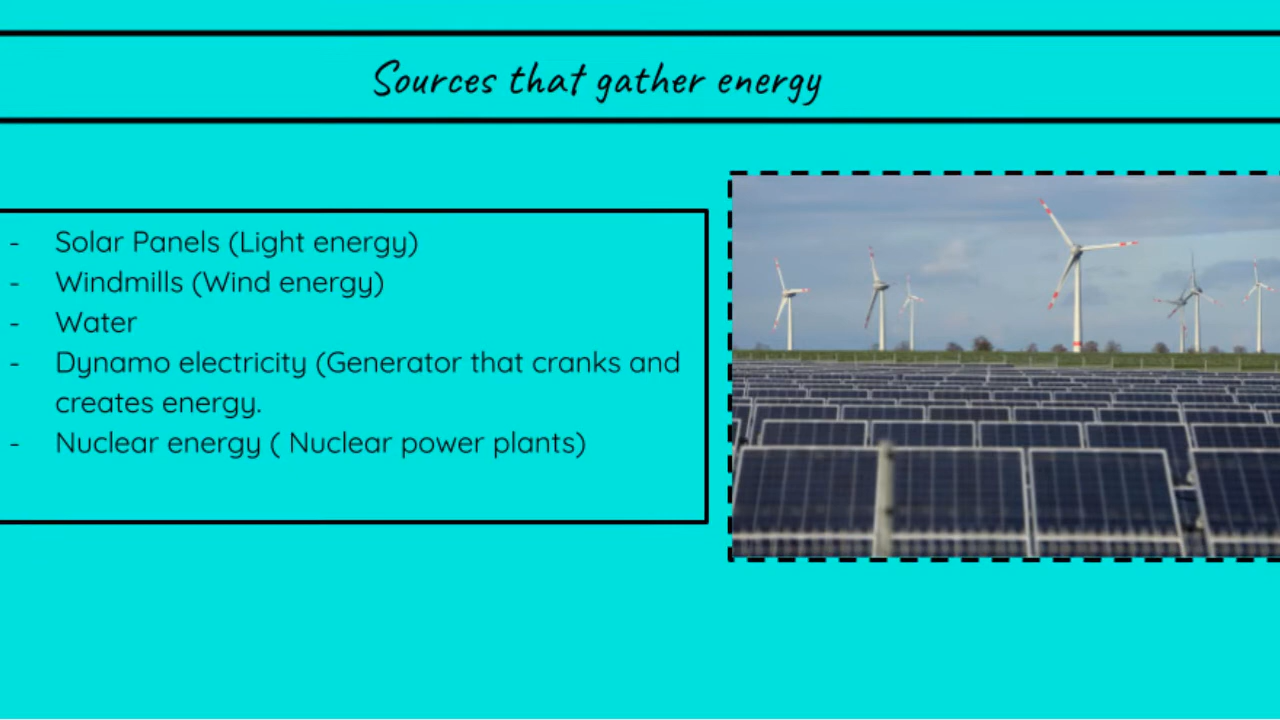 Sources that gather energy
- Solar Panels (Light energy)
- Windmills (Wind energy)
- Water
- Dynamo electricity (Generator that cranks and
creates energy.
- Nuclear energy ( Nuclear power plants)